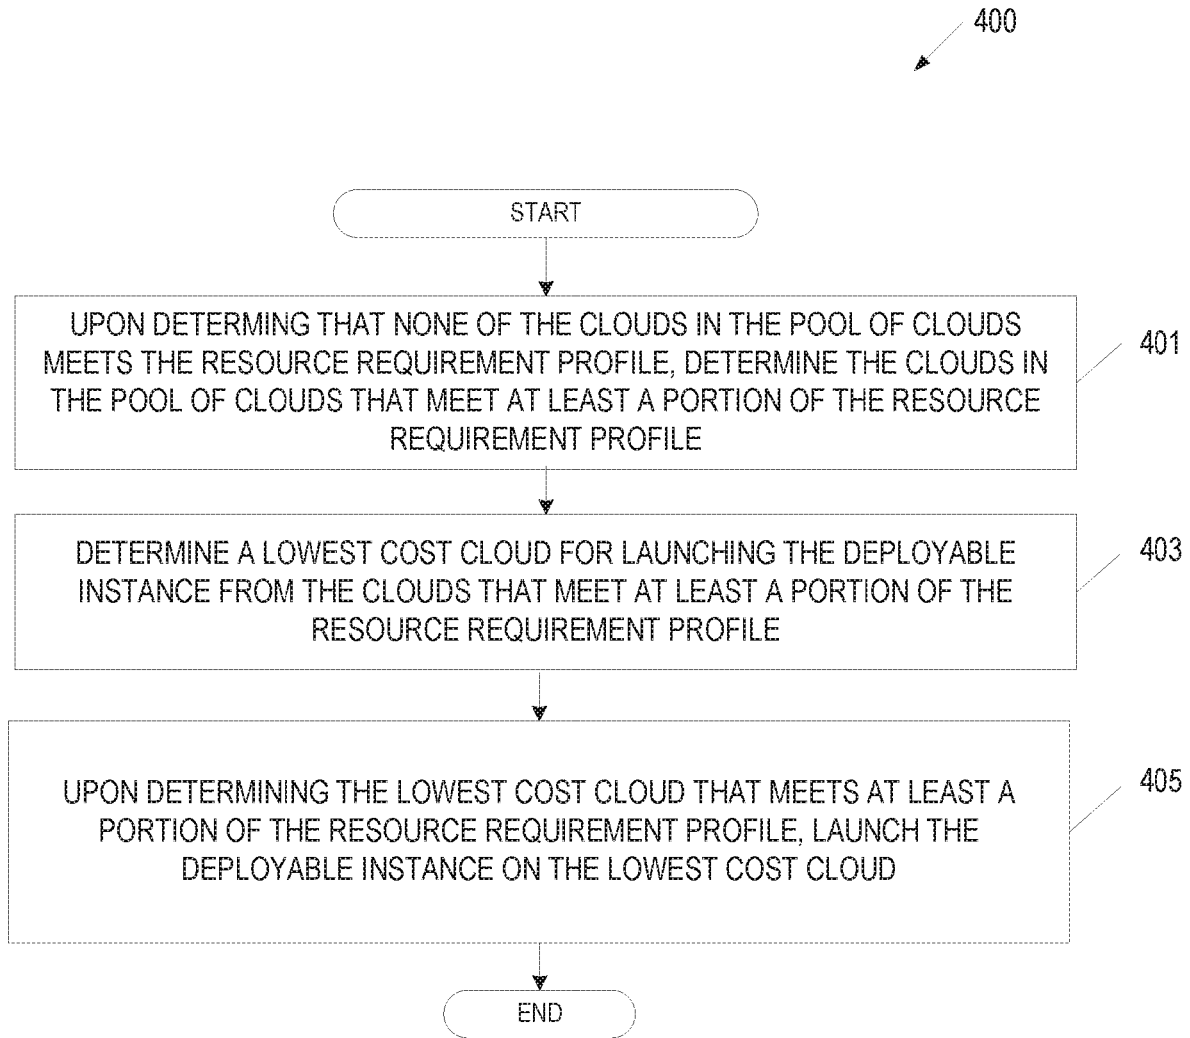 400
START
UPON DETERMING THAT NONE OF THE CLOUDS IN THE POOL OF CLOUDS
MEETS THE RESOURCE REQUIREMENT PROFILE, DETERMINE THE CLOUDS IN
THE POOL OF CLOUDS THAT MEET AT LEAST A PORTION OF THE RESOURCE
REQUIREMENT PROFILE
401
DETERMINE A LOWEST COST CLOUD FOR LAUNCHING THE DEPLOYABLE
INSTANCE FROM THE CLOUDS THAT MEET AT LEAST A PORTION OF THE
RESOURCE REQUIREMENT PROFILE
403
UPON DETERMINING THE LOWEST COST CLOUD THAT MEETS AT LEAST A
PORTION OF THE RESOURCE REQUIREMENT PROFILE, LAUNCH THE
DEPLOYABLE INSTANCE ON THE LOWEST COST CLOUD
405
END